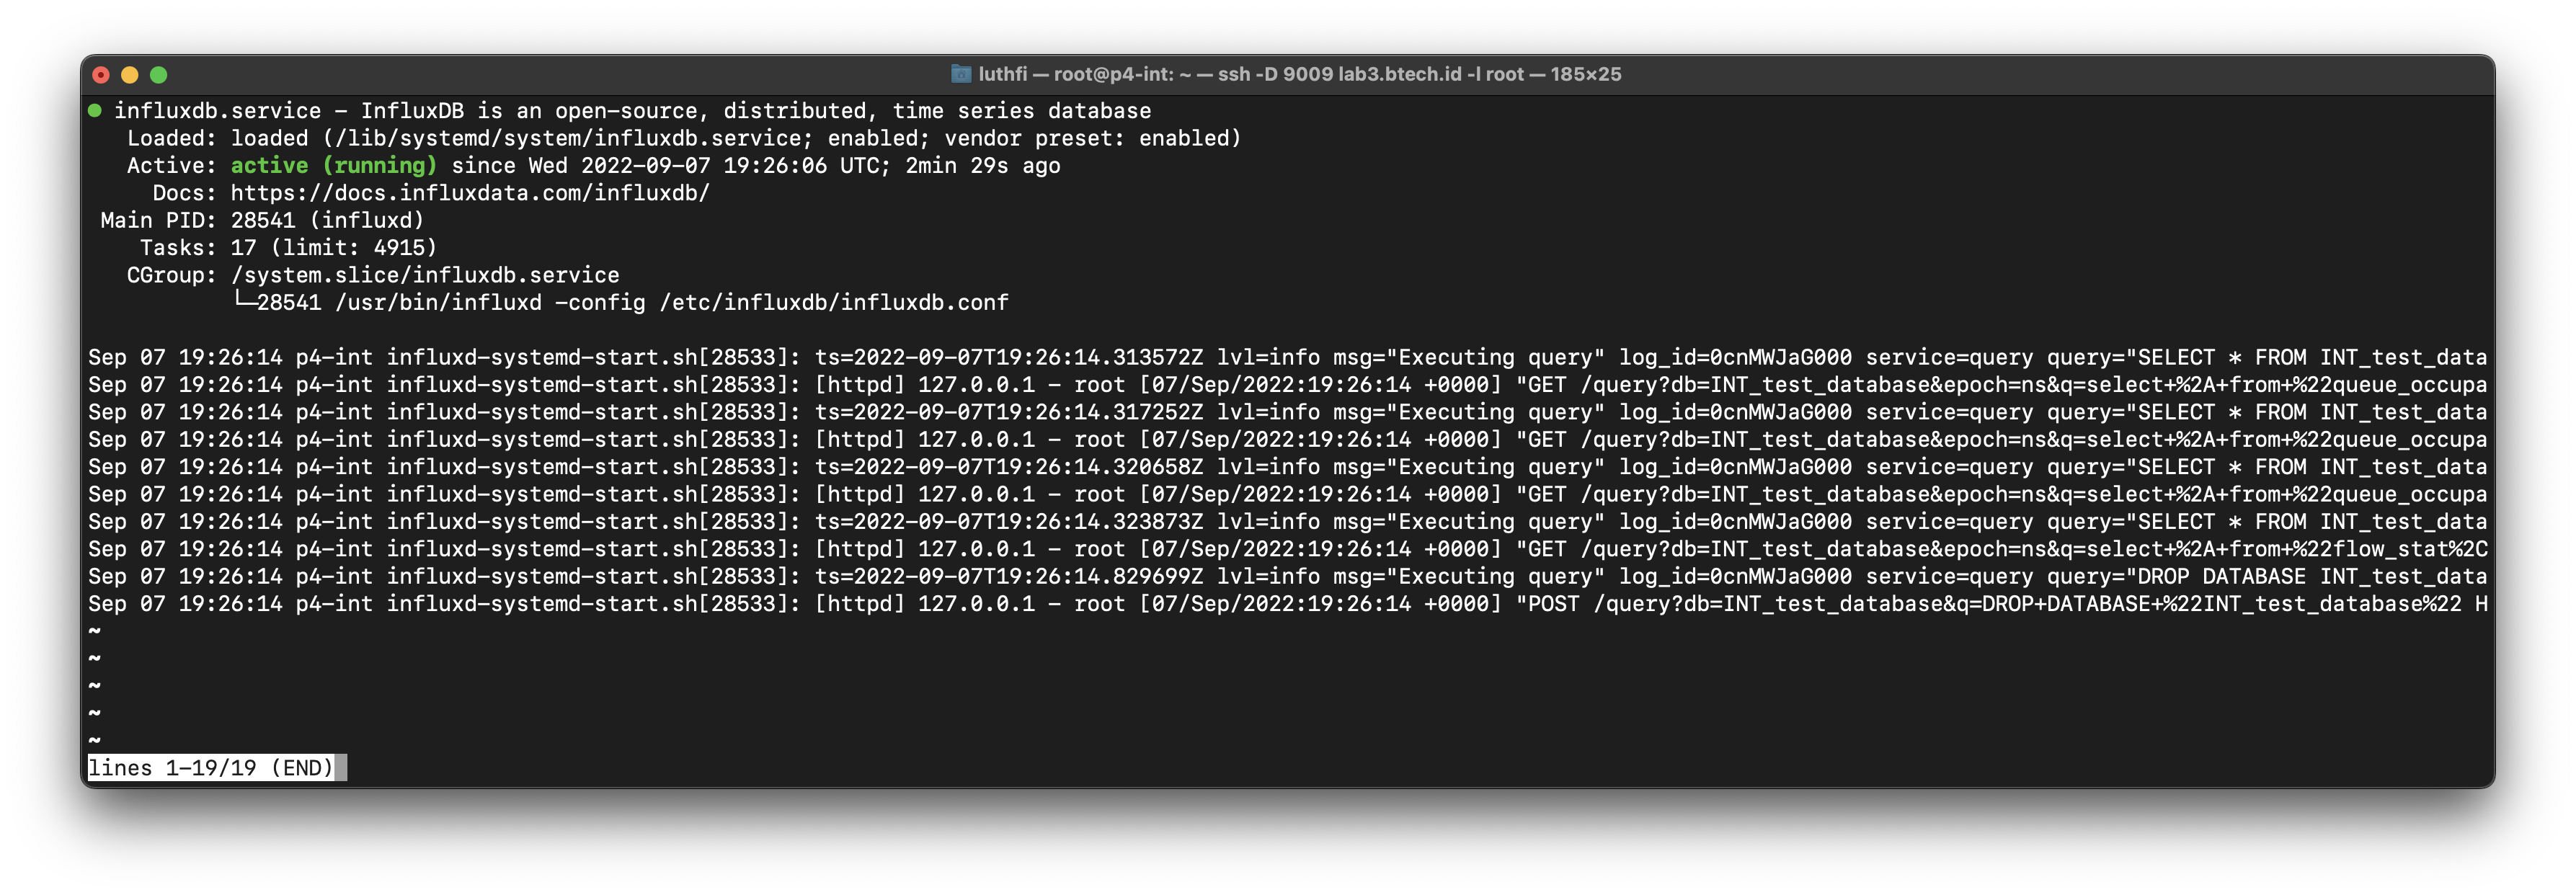 luthfi — root@p4-int: ~ — ssh -D 9009 lab3.btech.id -l root — 185×25
● influxdb.service - InfluxDB is an open-source, distributed, time series database
   Loaded: loaded (/lib/systemd/system/influxdb.service; enabled; vendor preset: enabled)
   Active: active (running) since Wed 2022-09-07 19:26:06 UTC; 2min 29s ago
     Docs: https://docs.influxdata.com/influxdb/
 Main PID: 28541 (influxd)
    Tasks: 17 (limit: 4915)
   CGroup: /system.slice/influxdb.service
           └─28541 /usr/bin/influxd -config /etc/influxdb/influxdb.conf
Sep 07 19:26:14 p4-int influxd-systemd-start.sh[28533]: ts=2022-09-07T19:26:14.313572Z lvl=info msg="Executing query" log_id=0cnMWJaG000 service=query query="SELECT * FROM INT_test_data
Sep 07 19:26:14 p4-int influxd-systemd-start.sh[28533]: [httpd] 127.0.0.1 - root [07/Sep/2022:19:26:14 +0000] "GET /query?db=INT_test_database&epoch=ns&q=select+%2A+from+%22queue_occupa
Sep 07 19:26:14 p4-int influxd-systemd-start.sh[28533]: ts=2022-09-07T19:26:14.317252Z lvl=info msg="Executing query" log_id=0cnMWJaG000 service=query query="SELECT * FROM INT_test_data
Sep 07 19:26:14 p4-int influxd-systemd-start.sh[28533]: [httpd] 127.0.0.1 - root [07/Sep/2022:19:26:14 +0000] "GET /query?db=INT_test_database&epoch=ns&q=select+%2A+from+%22queue_occupa
Sep 07 19:26:14 p4-int influxd-systemd-start.sh[28533]: ts=2022-09-07T19:26:14.320658Z lvl=info msg="Executing query" log_id=0cnMWJaG000 service=query query="SELECT * FROM INT_test_data
Sep 07 19:26:14 p4-int influxd-systemd-start.sh[28533]: [httpd] 127.0.0.1 - root [07/Sep/2022:19:26:14 +0000] "GET /query?db=INT_test_database&epoch=ns&q=select+%2A+from+%22queue_occupa
Sep 07 19:26:14 p4-int influxd-systemd-start.sh[28533]: ts=2022-09-07T19:26:14.323873Z lvl=info msg="Executing query" log_id=0cnMWJaG000 service=query query="SELECT * FROM INT_test_data
Sep 07 19:26:14 p4-int influxd-systemd-start.sh[28533]: [httpd] 127.0.0.1 - root [07/Sep/2022:19:26:14 +0000] "GET /query?db=INT_test_database&epoch=ns&q=select+%2A+from+%22flow_stat%2C
Sep 07 19:26:14 p4-int influxd-systemd-start.sh[28533]: ts=2022-09-07T19:26:14.829699Z lvl=info msg="Executing query" log_id=0cnMWJaG000 service=query query="DROP DATABASE INT_test_data
Sep 07 19:26:14 p4-int influxd-systemd-start.sh[28533]: [httpd] 127.0.0.1 - root [07/Sep/2022:19:26:14 +0000] "POST /query?db=INT_test_database&q=DROP+DATABASE+%22INT_test_database%22 H
~
~
~
~
~
lines 1-19/19 (END)